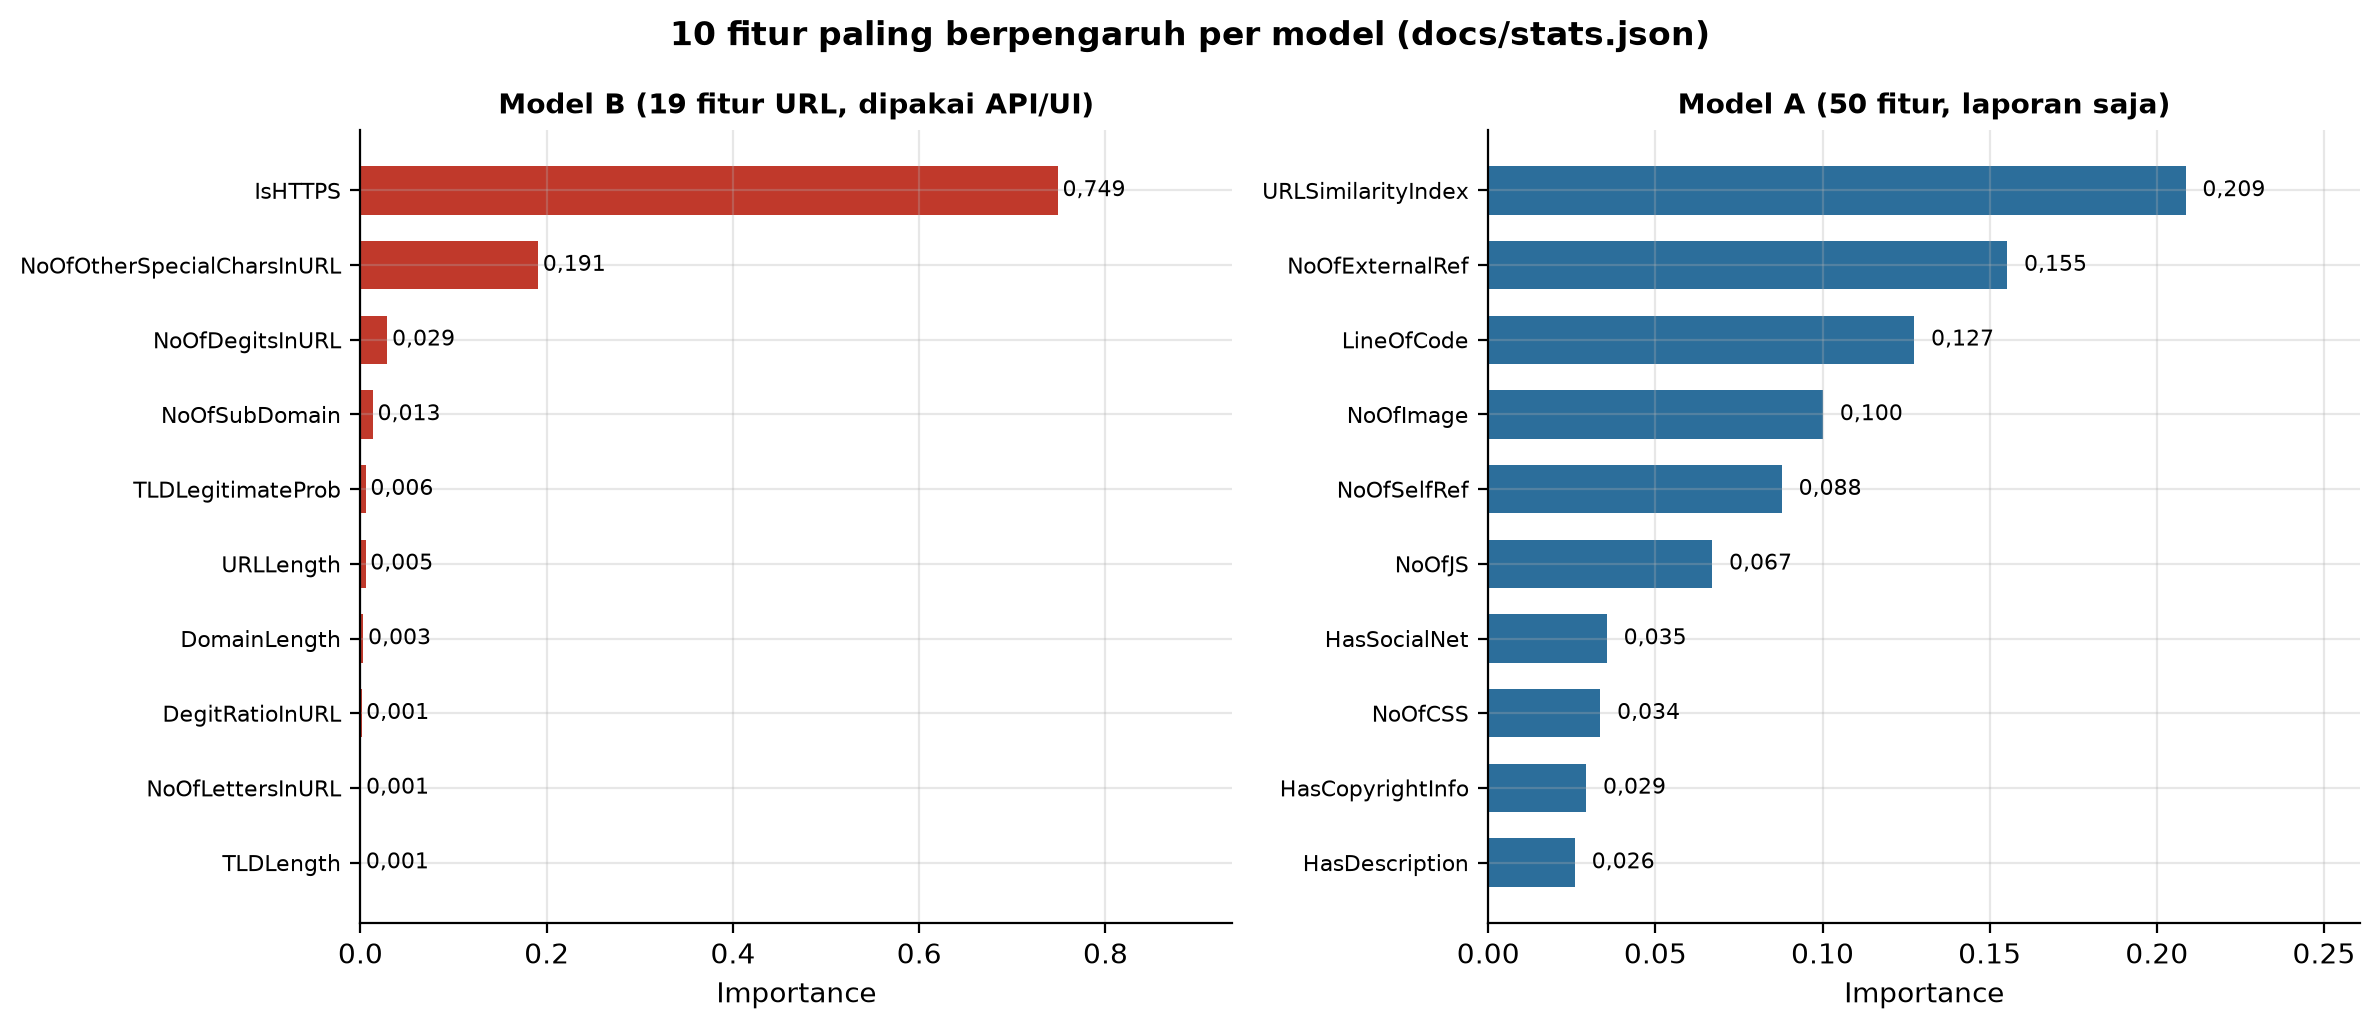 10 fitur paling berpengaruh per model (docs/stats.json)
Model B (19 fitur URL, dipakai API/UI)
IsHTTPS 0,749
NoOfOtherSpecialCharsInURL 0,191
NoOfDegitsInURL 0,029
NoOfSubDomain 0,013
TLDLegitimateProb 0,006
URLLength 0,005
DomainLength 0,003
DegitRatioInURL 0,001
NoOfLettersInURL 0,001
TLDLength 0,001
0.0 0.2 0.4 0.6 0.8
Importance
Model A (50 fitur, laporan saja)
URLSimilarityIndex 0,209
NoOfExternalRef 0,155
LineOfCode 0,127
NoOfImage 0,100
NoOfSelfRef 0,088
NoOfJS 0,067
HasSocialNet 0,035
NoOfCSS 0,034
HasCopyrightInfo 0,029
HasDescription 0,026
0.00 0.05 0.10 0.15 0.20 0.25
Importance